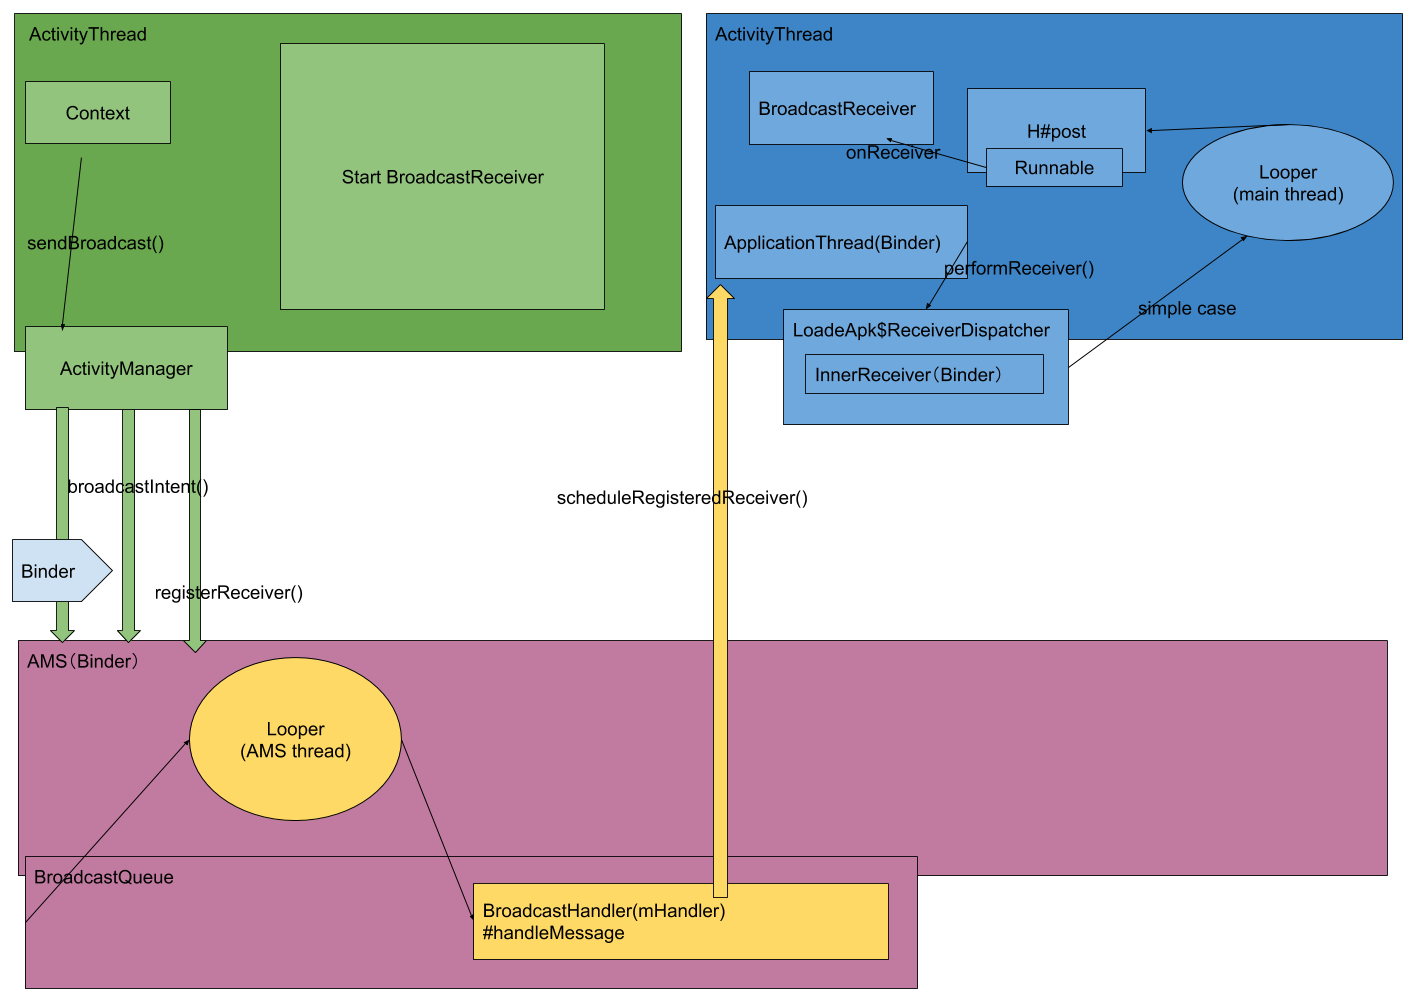 ActivityThread
Context
Start BroadcastReceiver
sendBroadcast()
ActivityManager
broadcastIntent()
Binder
registerReceiver()
ActivityThread
BroadcastReceiver
H#post
onReceiver
Runnable
Looper
(main thread)
ApplicationThread(Binder)
performReceiver()
simple case
LoadeApk$ReceiverDispatcher
InnerReceiver（Binder）
scheduleRegisteredReceiver()
AMS（Binder）
Looper
(AMS thread)
BroadcastQueue
BroadcastHandler(mHandler)
#handleMessage